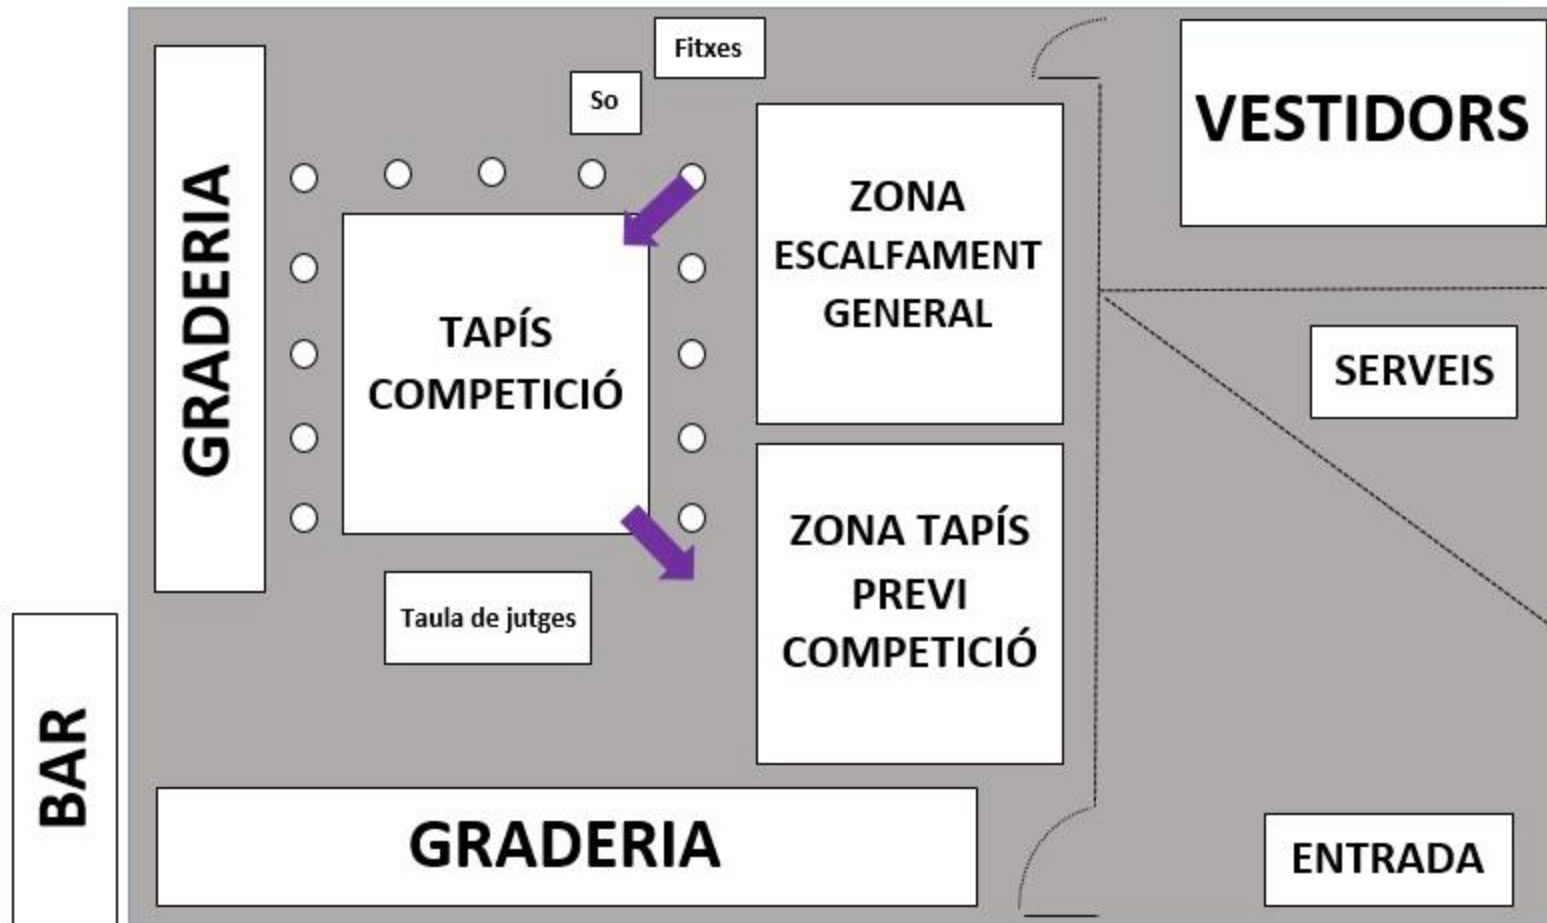 Fitxes
So
VESTIDORS
GRADERIA
ZONA
ESCALFAMENT
GENERAL
TAPÍS
COMPETICIÓ
SERVEIS
ZONA TAPÍS
PREVI
COMPETICIÓ
Taula de jutges
BAR
GRADERIA
ENTRADA